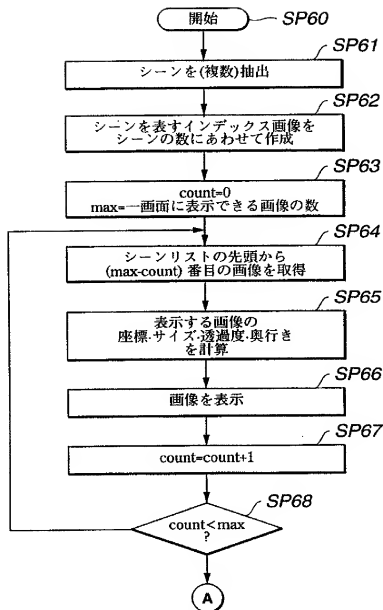 開始
SP60
SP61
シーンを(複数)抽出
SP62
シーンを表すインデックス画像を
シーンの数にあわせて作成
SP63
count=0
max=一画面に表示できる画像の数
SP64
シーンリストの先頭から
(max-count) 番目の画像を取得
SP65
表示する画像の
座標·サイズ·透過度·奥行き
を計算
SP66
画像を表示
SP67
count=count+1
SP68
count<max
?
A